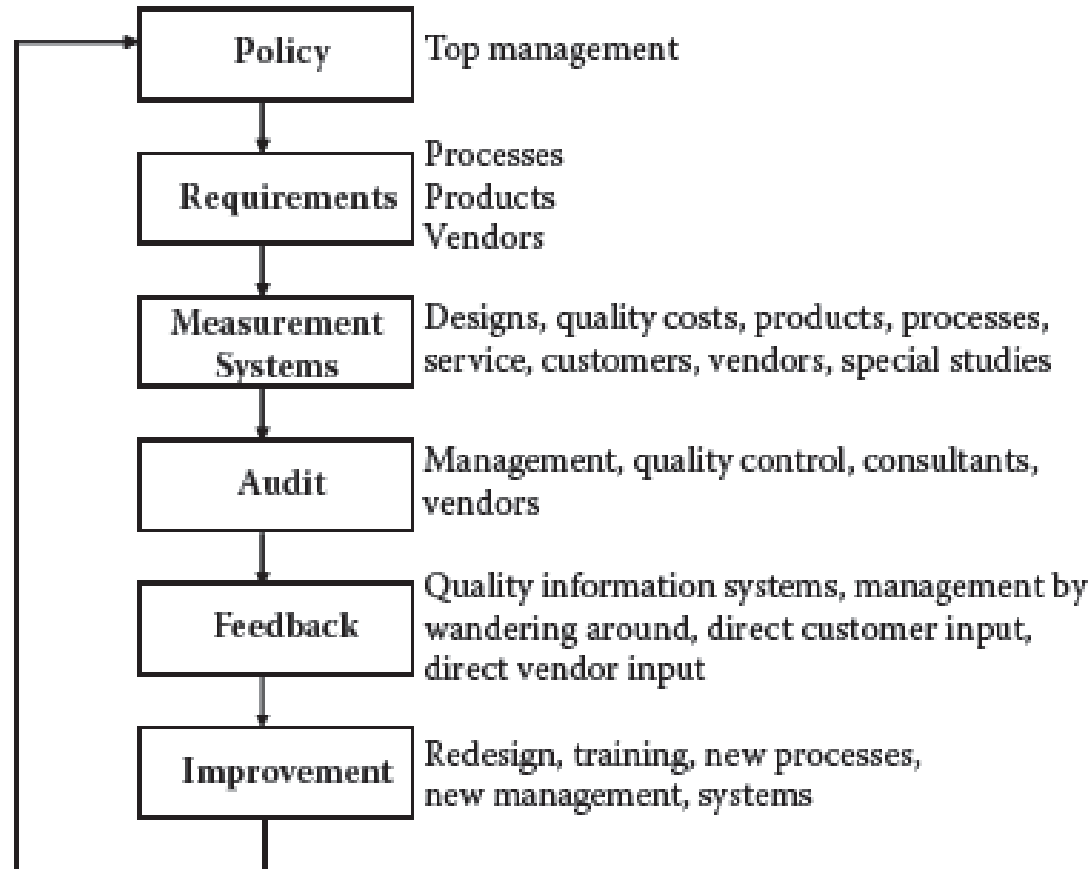 Policy
Top management
Requirements
Processes
Products
Vendors
Measurement
Systems
Designs, quality costs, products, processes,
service, customers, vendors, special studies
Audit
Management, quality control, consultants,
vendors
Feedback
Quality information systems, management by
wandering around, direct customer input,
direct vendor input
Improvement
Redesign, training, new processes,
new management, systems